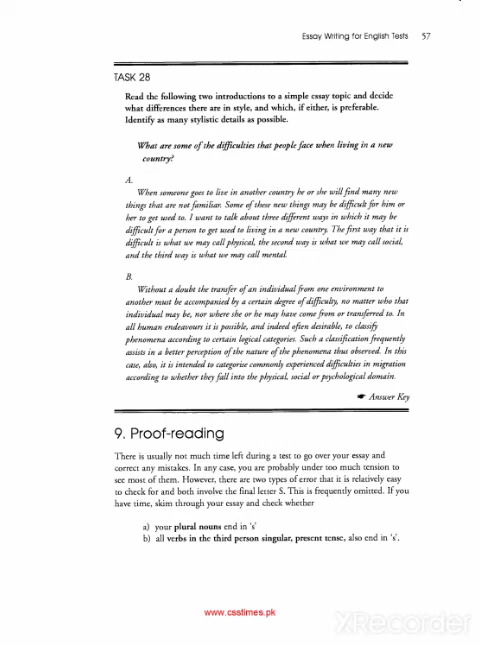 Essay Writing for English Tests 57
TASK 28
Read the following two introductions to a simple essay topic and decide
what differences there are in style, and which, if either, is preferable.
Identify as many stylistic details as possible.
What are some of the difficulties that people face when living in a new
country?
A.
When someone goes to live in another country he or she will find many new
things that are not familiar. Some of these new things may be difficult for him or
her to get used to. I want to talk about three different ways in which it may be
difficult for a person to get used to living in a new country. The first way that it is
difficult is what we may call physical, the second way is what we may call social,
and the third way is what we may call mental.
B.
Without a doubt the transfer of an individual from one environment to
another must be accompanied by a certain degree of difficulty, no matter who that
individual may be, nor where she or he may have come from or transferred to. In
all human endeavours it is possible, and indeed often desirable, to classify
phenomena according to certain logical categories. Such a classification frequently
assists in a better perception of the nature of the phenomena thus observed. In this
case, also, it is intended to categorise commonly experienced difficulties in migration
according to whether they fall into the physical, social or psychological domain.
☛ Answer Key
9. Proof-reading
There is usually not much time left during a test to go over your essay and
correct any mistakes. In any case, you are probably under too much tension to
see most of them. However, there are two types of error that it is relatively easy
to check for and both involve the final letter S. This is frequently omitted. If you
have time, skim through your essay and check whether
a) your plural nouns end in 's'
b) all verbs in the third person singular, present tense, also end in 's'.
www.csstimes.pk
XRecorder